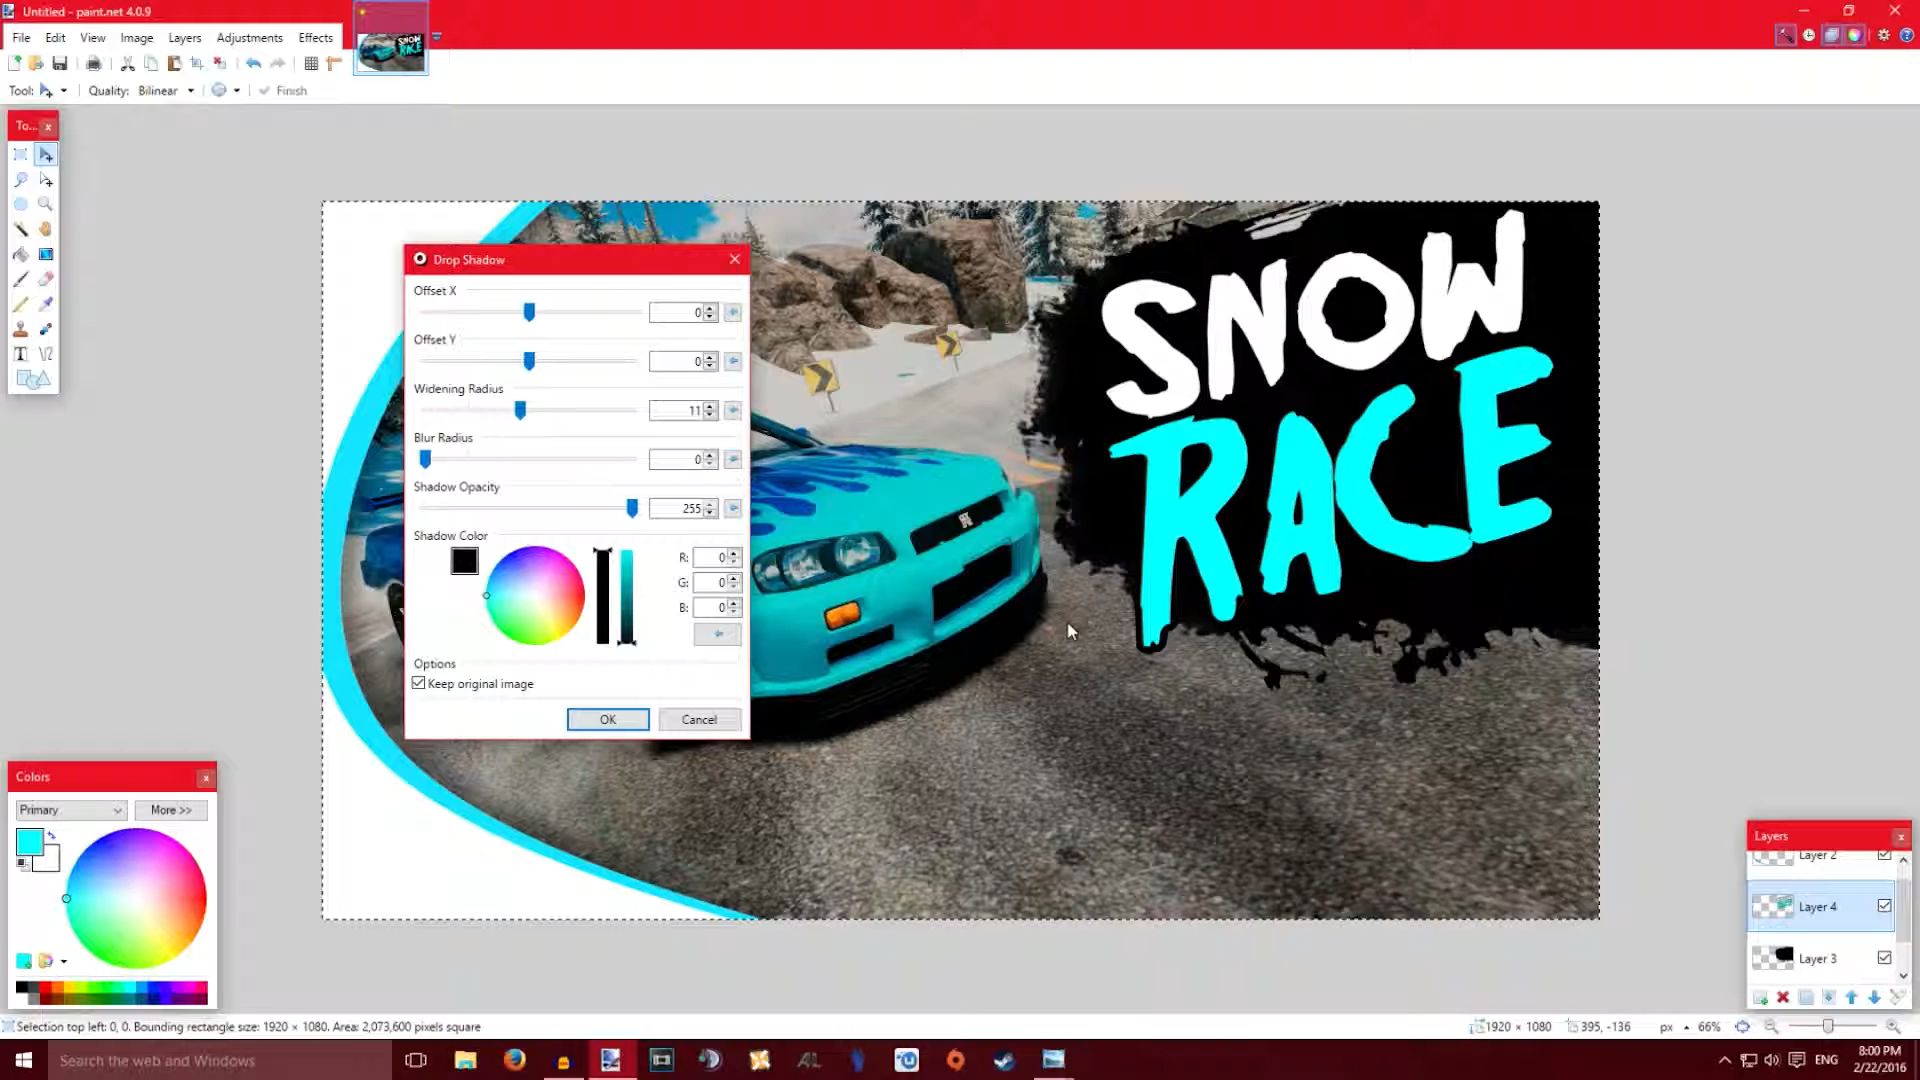 Untitled - paint.net 4.0.9
File Edit View Image Layers Adjustments Effects
Tool: Quality: Bilinear Finish
To...
Drop Shadow
Offset X
0
Offset Y
0
Widening Radius
11
Blur Radius
0
Shadow Opacity
255
Shadow Color
R: 0
G: 0
B: 0
Options
Keep original image
OK Cancel
SNOW
RACE
Colors
Primary More >>
Layers
Layer 2
Layer 4
Layer 3
Selection top left: 0, 0. Bounding rectangle size: 1920 × 1080. Area: 2,073,600 pixels square
1920 × 1080 395, -136 px 66%
Search the web and Windows
ENG
8:00 PM
2/22/2016